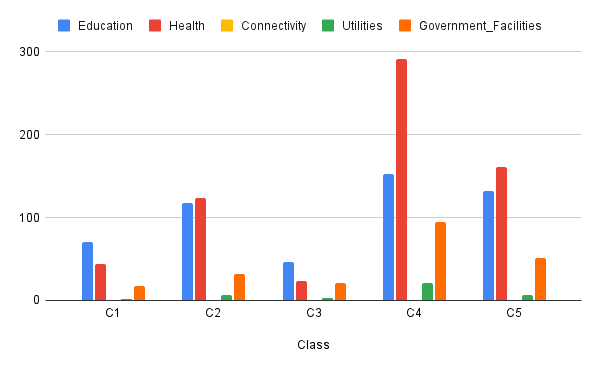 Education Health Connectivity Utilities Government_Facilities
300
200
100
0
C1 C2 C3 C4 C5
Class